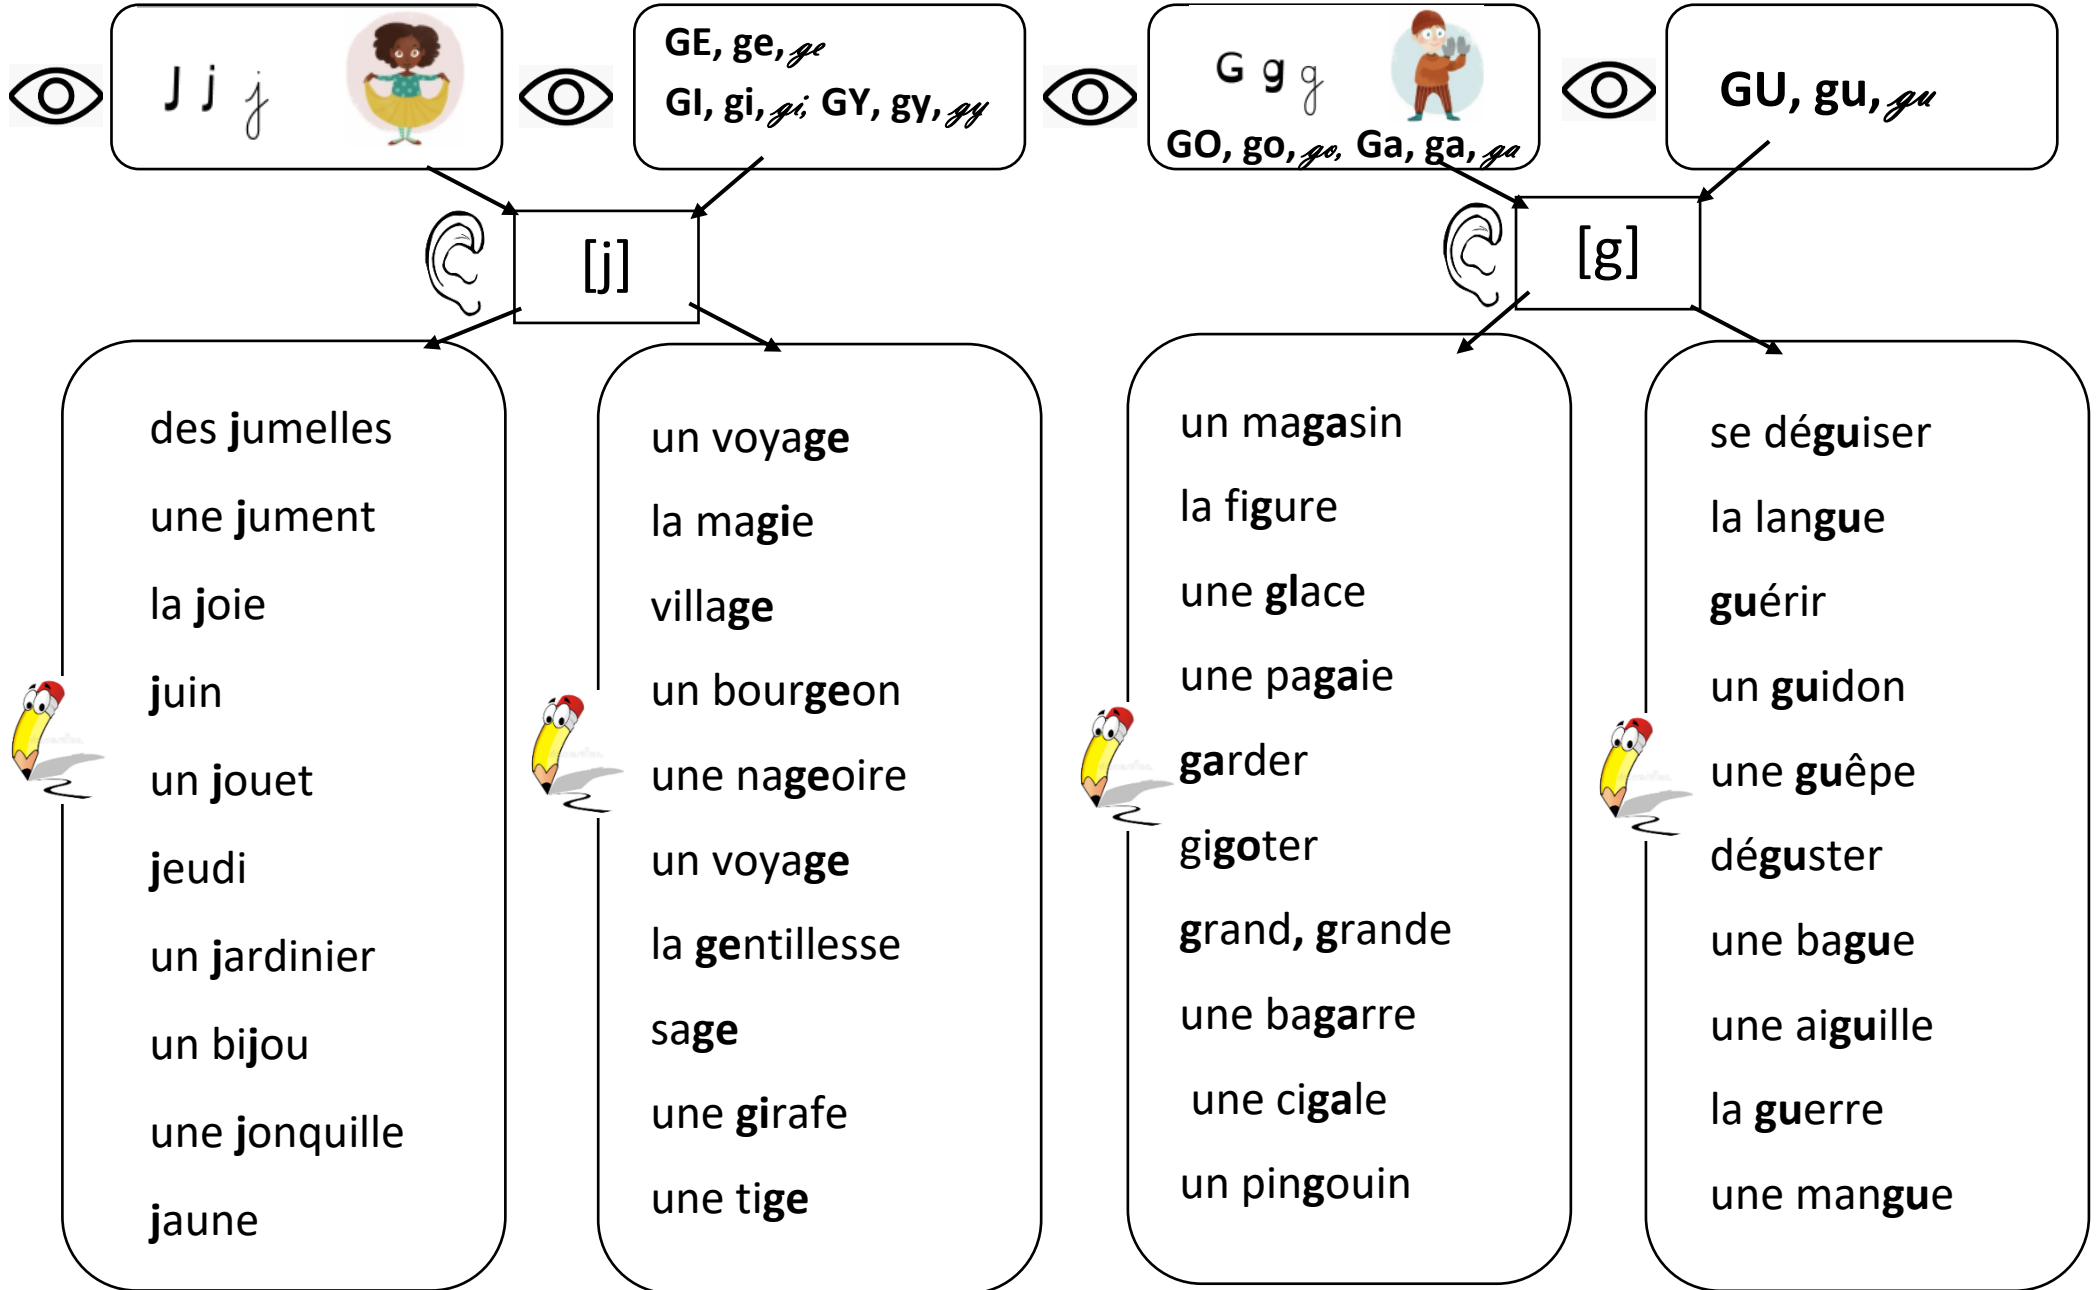 J j j
GE, ge, ge
GI, gi, gi, GY, gy, gy
G g g
GO, go, go, Ga, ga, ga
GU, gu, gu
[j]
[g]
des jumelles
une jument
la joie
juin
un jouet
jeudi
un jardinier
un bijou
une jonquille
jaune
un voyage
la magie
village
un bourgeon
une nageoire
un voyage
la gentillesse
sage
une girafe
une tige
un magasin
la figure
une glace
une pagaie
garder
gigoter
grand, grande
une bagarre
une cigale
un pingouin
se déguiser
la langue
guérir
un guidon
une guêpe
déguster
une bague
une aiguille
la guerre
une mangue